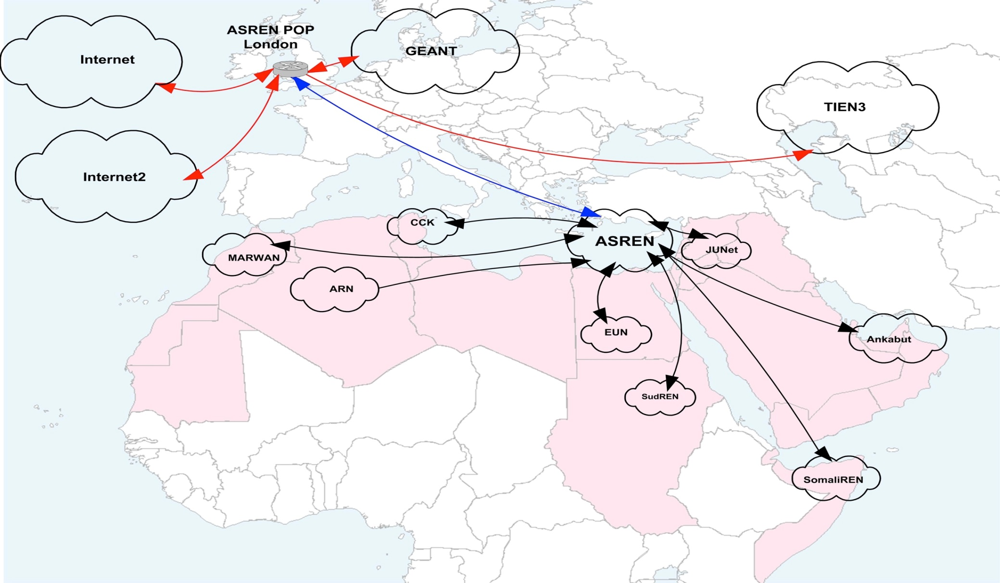 ASREN POP
London
Internet
GEANT
TIEN3
Internet2
CCK
ASREN
JUNet
MARWAN
ARN
EUN
Ankabut
SudREN
SomaliREN